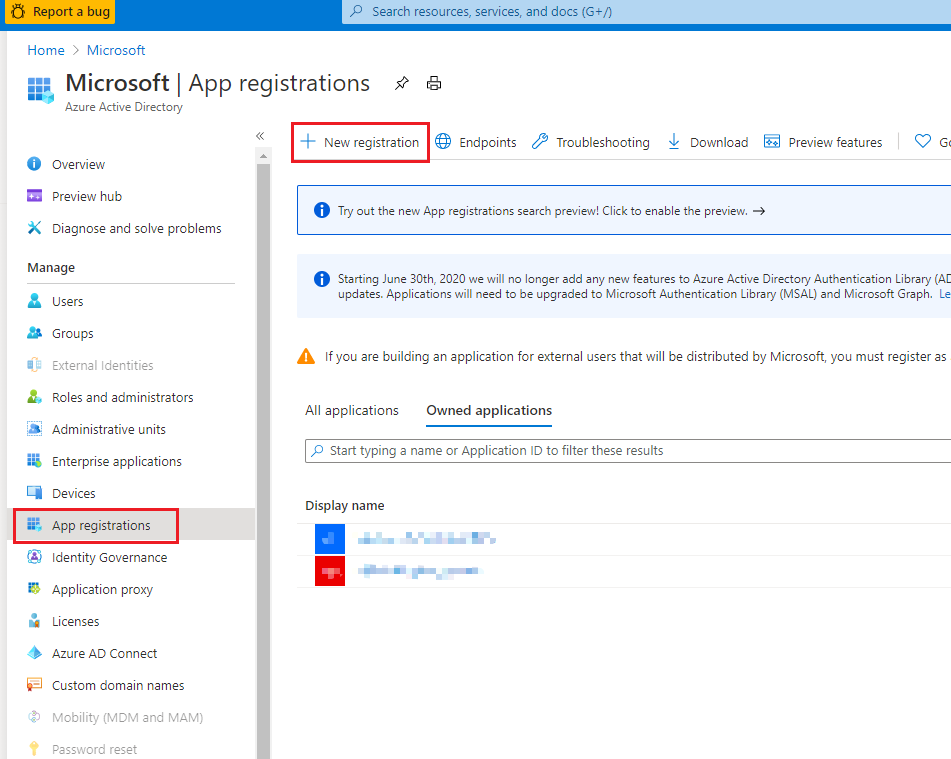 Report a bug
Search resources, services, and docs (G+/)
Home > Microsoft
Microsoft | App registrations
Azure Active Directory
«
Overview
Preview hub
Diagnose and solve problems
Manage
Users
Groups
External Identities
Roles and administrators
Administrative units
Enterprise applications
Devices
App registrations
Identity Governance
Application proxy
Licenses
Azure AD Connect
Custom domain names
Mobility (MDM and MAM)
Password reset
+ New registration Endpoints Troubleshooting Download Preview features Go
Try out the new App registrations search preview! Click to enable the preview. →
Starting June 30th, 2020 we will no longer add any new features to Azure Active Directory Authentication Library (AD
updates. Applications will need to be upgraded to Microsoft Authentication Library (MSAL) and Microsoft Graph. Le
If you are building an application for external users that will be distributed by Microsoft, you must register as
All applications Owned applications
Start typing a name or Application ID to filter these results
Display name